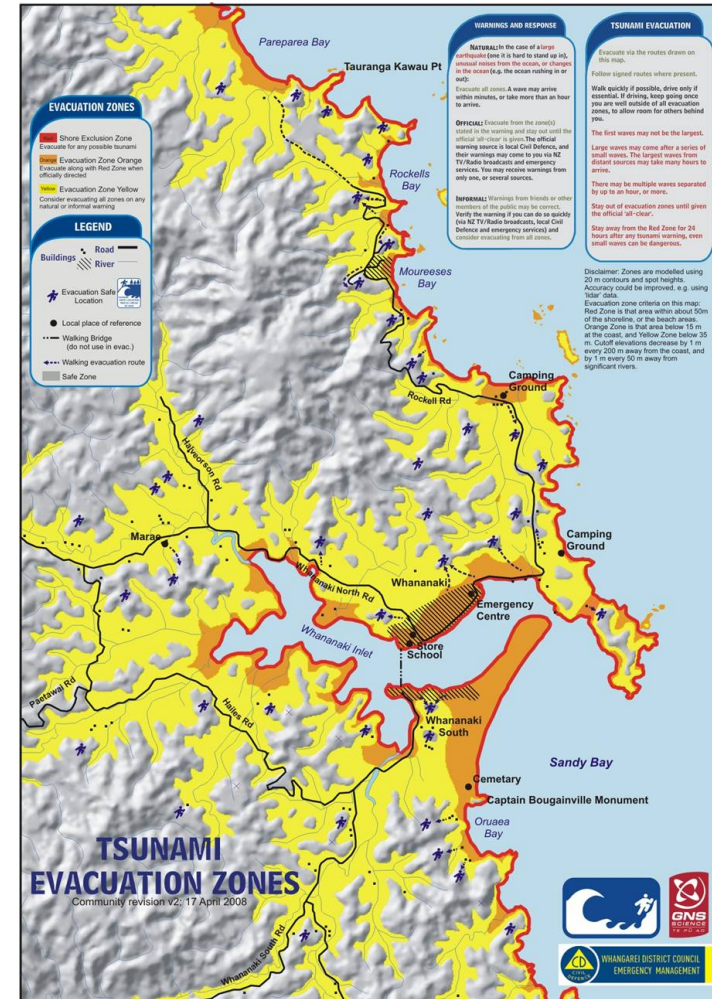 Pareparea Bay
Tauranga Kawau Pt
Rockells
Bay
Moureeses
Bay
EVACUATION ZONES
Red
Shore Exclusion Zone
Evacuate for any possible tsunami
Orange
Evacuation Zone Orange
Evacuate along with Red Zone when
officially directed
Yellow
Evacuation Zone Yellow
Consider evacuating all zones on any
natural or informal warning
LEGEND
Buildings
Road
River
Evacuation Safe
Location
Local place of reference
Walking Bridge
(do not use in evac.)
Walking evacuation route
Safe Zone
WARNINGS AND RESPONSE
NATURAL: In the case of a large
earthquake (one it is hard to stand up in),
unusual noises from the ocean, or changes
in the ocean (e.g. the ocean rushing in or
out):
Evacuate all zones. A wave may arrive
within minutes, or take more than an hour
to arrive.
OFFICIAL: Evacuate from the zone(s)
stated in the warning and stay out until the
official 'all-clear' is given. The official
warning source is local Civil Defence, and
their warnings may come to you via NZ
TV/Radio broadcasts and emergency
services. You may receive warnings from
only one, or several sources.
INFORMAL: Warnings from friends or other
members of the public may be correct.
Verify the warning if you can do so quickly
(via NZ TV/Radio broadcasts, local Civil
Defence and emergency services) and
consider evacuating from all zones.
TSUNAMI EVACUATION
Evacuate via the routes drawn on
this map.
Follow signed routes where present.
Walk quickly if possible, drive only if
essential. If driving, keep going once
you are well outside of all evacuation
zones, to allow room for others behind
you.
The first waves may not be the largest.
Large waves may come after a series of
small waves. The largest waves from
distant sources may take many hours to
arrive.
There may be multiple waves separated
by up to an hour, or more.
Stay out of evacuation zones until given
the official 'all-clear'.
Stay away from the Red Zone for 24
hours after any tsunami warning, even
small waves can be dangerous.
Disclaimer: Zones are modelled using
20 m contours and spot heights.
Accuracy could be improved, e.g. using
'lidar' data.
Evacuation zone criteria on this map:
Red Zone is that area within about 50m
of the shoreline, or the beach areas.
Orange Zone is that area below 15 m
at the coast, and Yellow Zone below 35
m. Cutoff elevations decrease by 1 m
every 200 m away from the coast, and
by 1 m every 50 m away from
significant rivers.
Camping
Ground
Rockell Rd
Halveorson Rd
Marae
Camping
Ground
Whananaki North Rd
Whananaki
Emergency
Centre
Store
School
Whananaki Inlet
Paetawai Rd
Hailes Rd
Whananaki
South
Sandy Bay
Cemetary
Captain Bougainville Monument
Oruaea
Bay
TSUNAMI
EVACUATION ZONES
Community revision v2; 17 April 2008
Whananaki South Rd
GNS
SCIENCE
TE PŪ AO
CD
CIVIL
DEFENCE
WHANGAREI DISTRICT COUNCIL
EMERGENCY MANAGEMENT